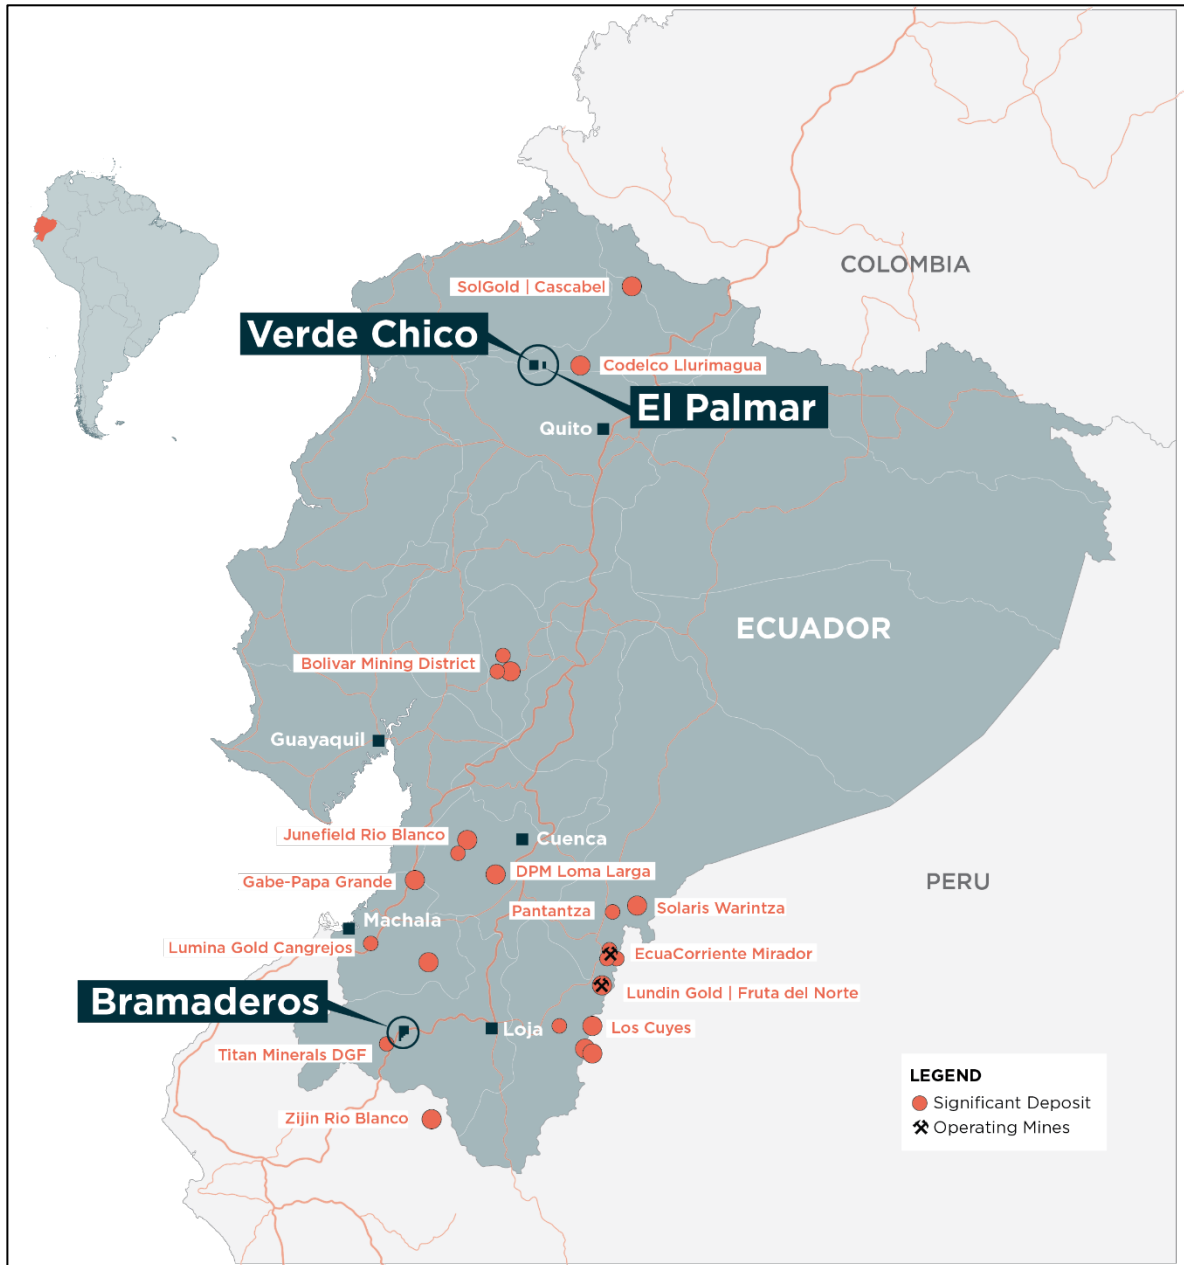 COLOMBIA
SolGold | Cascabel
Verde Chico
Codelco Llurimagua
El Palmar
Quito
ECUADOR
Bolivar Mining District
Guayaquil
Junefield Rio Blanco
Cuenca
DPM Loma Larga
Gabe-Papa Grande
PERU
Pantantza
Solaris Warintza
Machala
Lumina Gold Cangrejos
EcuaCorriente Mirador
Lundin Gold | Fruta del Norte
Bramaderos
Loja
Los Cuyes
Titan Minerals DGF
Zijin Rio Blanco
LEGEND
Significant Deposit
Operating Mines